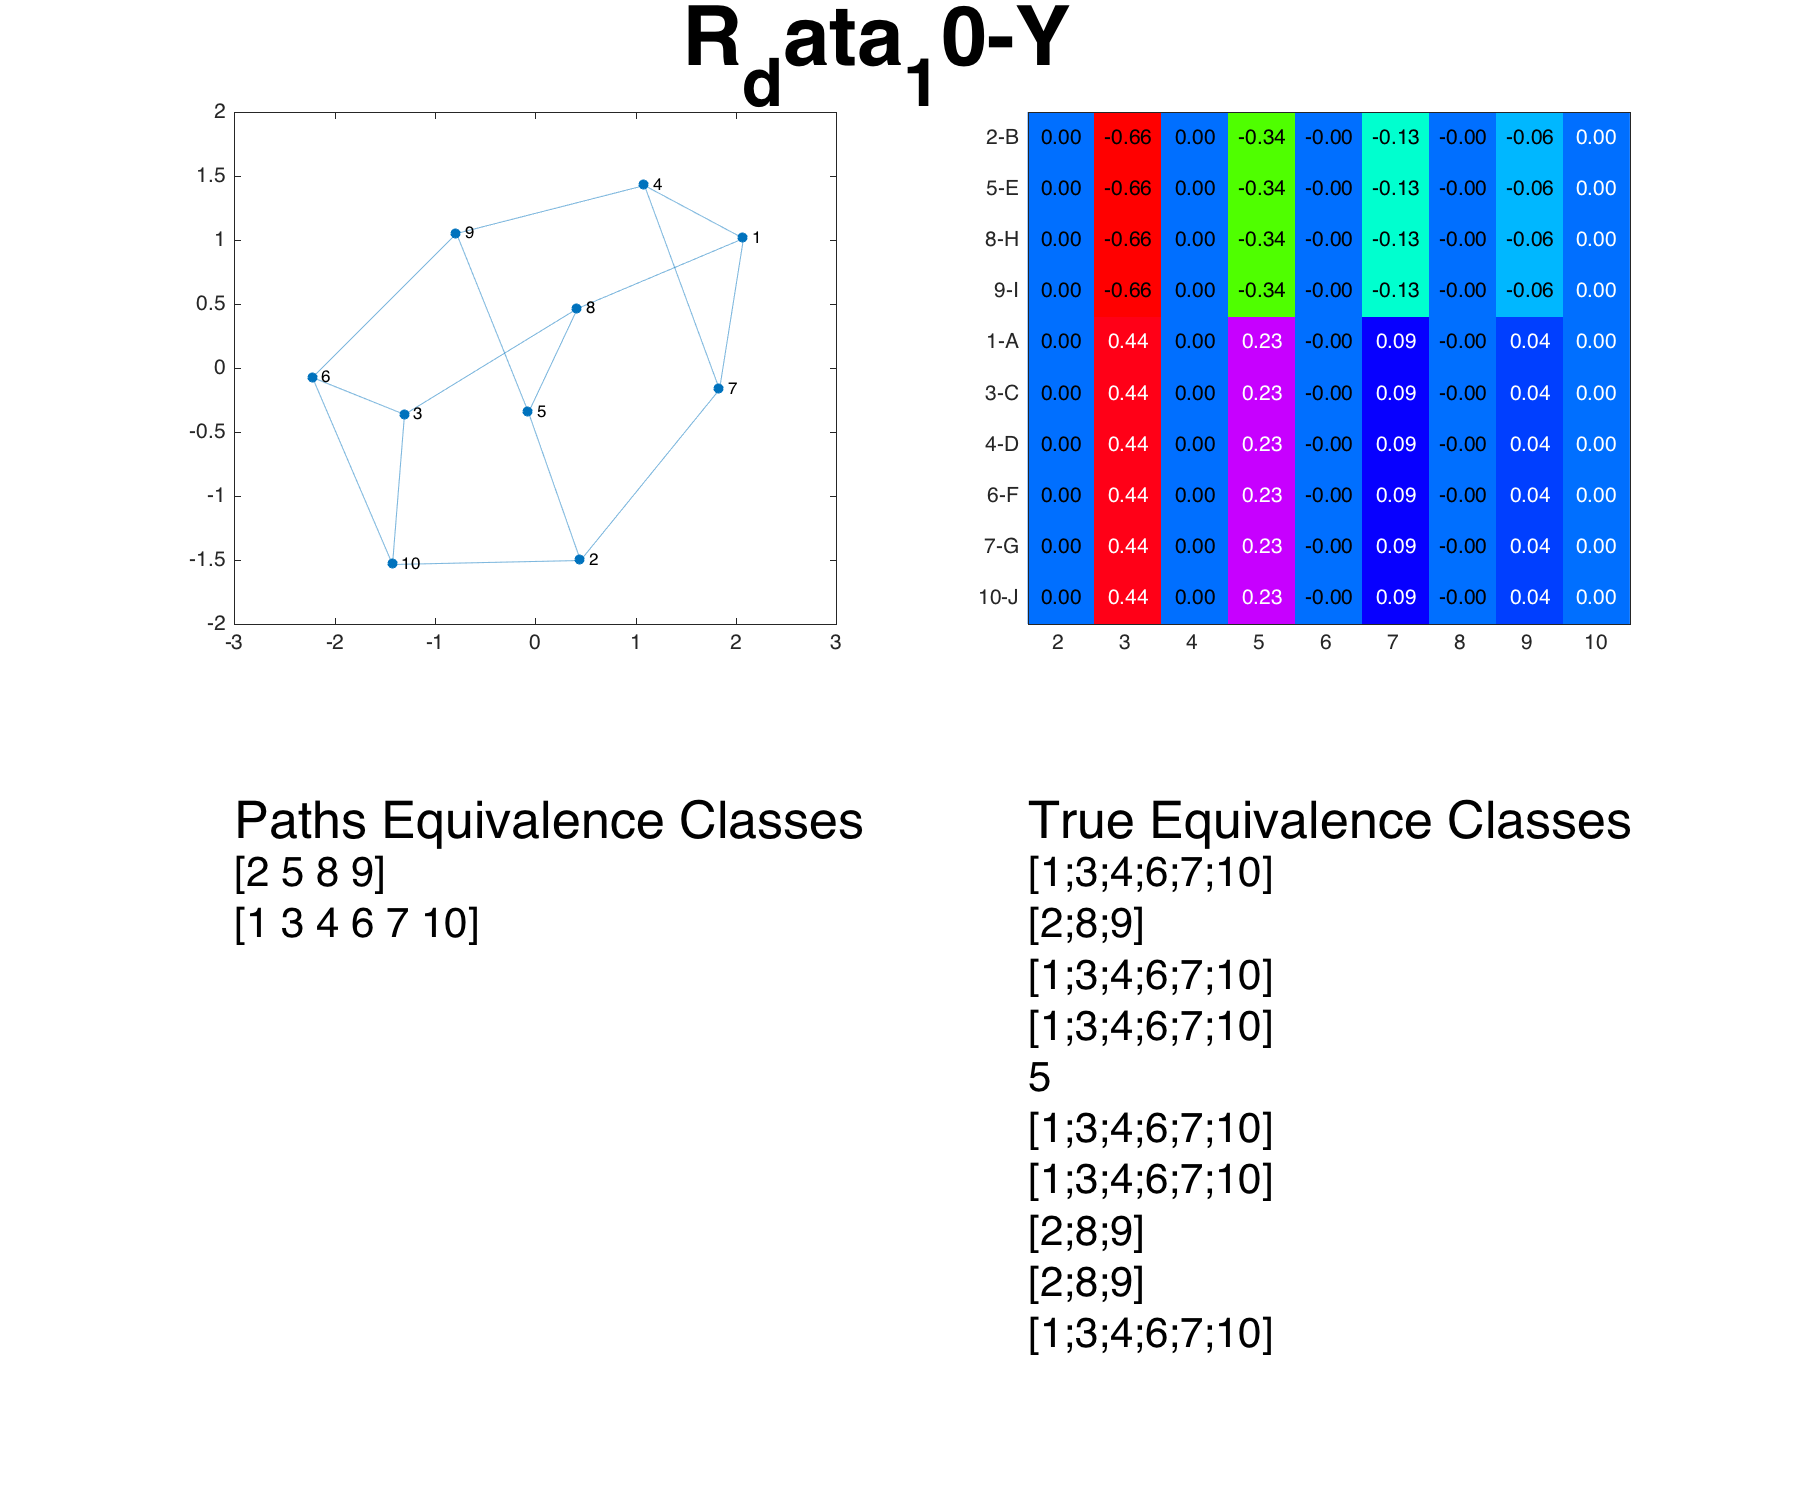 R_data_10-Y
2
1.5
1
0.5
0
-0.5
-1
-1.5
-2
-3 -2 -1 0 1 2 3
4
9
1
8
6
7
3
5
10
2
2-B 0.00 -0.66 0.00 -0.34 -0.00 -0.13 -0.00 -0.06 0.00
5-E 0.00 -0.66 0.00 -0.34 -0.00 -0.13 -0.00 -0.06 0.00
8-H 0.00 -0.66 0.00 -0.34 -0.00 -0.13 -0.00 -0.06 0.00
9-I 0.00 -0.66 0.00 -0.34 -0.00 -0.13 -0.00 -0.06 0.00
1-A 0.00 0.44 0.00 0.23 -0.00 0.09 -0.00 0.04 0.00
3-C 0.00 0.44 0.00 0.23 -0.00 0.09 -0.00 0.04 0.00
4-D 0.00 0.44 0.00 0.23 -0.00 0.09 -0.00 0.04 0.00
6-F 0.00 0.44 0.00 0.23 -0.00 0.09 -0.00 0.04 0.00
7-G 0.00 0.44 0.00 0.23 -0.00 0.09 -0.00 0.04 0.00
10-J 0.00 0.44 0.00 0.23 -0.00 0.09 -0.00 0.04 0.00
2 3 4 5 6 7 8 9 10
Paths Equivalence Classes
[2 5 8 9]
[1 3 4 6 7 10]
True Equivalence Classes
[1;3;4;6;7;10]
[2;8;9]
[1;3;4;6;7;10]
[1;3;4;6;7;10]
5
[1;3;4;6;7;10]
[1;3;4;6;7;10]
[2;8;9]
[2;8;9]
[1;3;4;6;7;10]